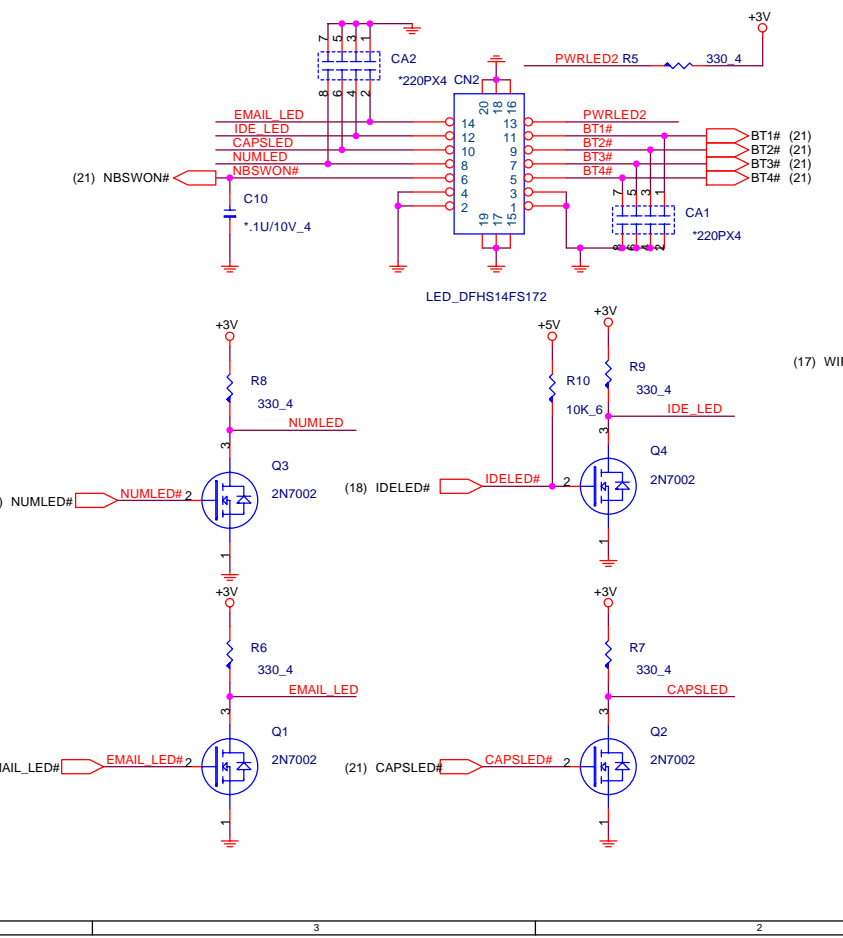 +3V
7 5 3 1
CA2
*220PX4
8 6 4 2
CN2
PWRLED2 R5 330_4
20 18 16
EMAIL_LED 14 13 PWRLED2
IDE_LED 12 11 BT1# BT1# (21)
CAPSLED 10 9 BT2# BT2# (21)
NUMLED 8 7 BT3# BT3# (21)
(21) NBSWON# NBSWON# 6 5 BT4# BT4# (21)
4 3
2 1
19 17 15
C10
*.1U/10V_4
7 5 3 1
CA1
*220PX4
8 6 4 2
LED_DFHS14FS172
+3V
R8
330_4
NUMLED
3
Q3
2N7002
) NUMLED# NUMLED# 2
1
+5V
+3V
R10
10K_6
R9
330_4
IDE_LED
3
Q4
2N7002
(18) IDELED# IDELED# 2
1
(17) WI
+3V
R6
330_4
EMAIL_LED
3
Q1
2N7002
AIL_LED# EMAIL_LED# 2
1
+3V
R7
330_4
CAPSLED
3
Q2
2N7002
(21) CAPSLED# CAPSLED# 2
1
3 2